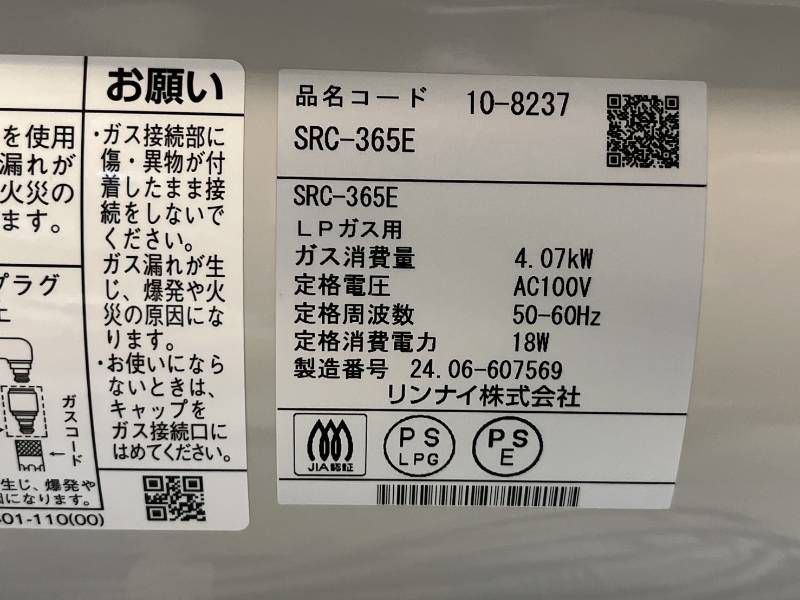 を使用
漏れが
火災の
ます。
プラグ
ガスコード
生じ、爆発や
因になります。
01-110(00)
お願い
・ガス接続部に
傷・異物が付
着したまま接
続をしないで
ください。
ガス漏れが生
じ、爆発や火
災の原因にな
ります。
・お使いになら
ないときは、
キャップを
ガス接続口に
はめてください。
品名コード 10-8237
SRC-365E
SRC-365E
LPガス用
ガス消費量 4.07kW
定格電圧 AC100V
定格周波数 50-60Hz
定格消費電力 18W
製造番号 24.06-607569
リンナイ株式会社
JIA認証
PS
LPG
PS
E